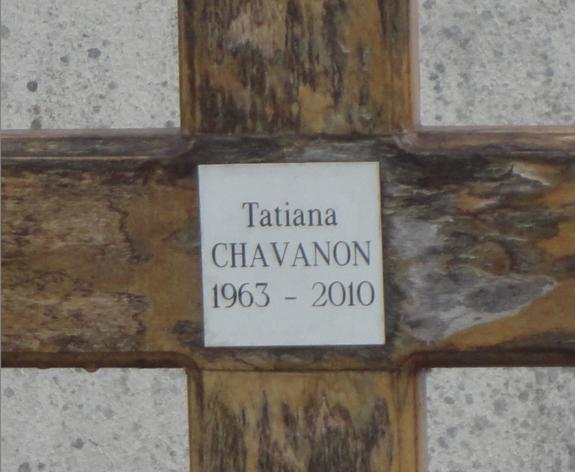 Tatiana
CHAVANON
1963 - 2010